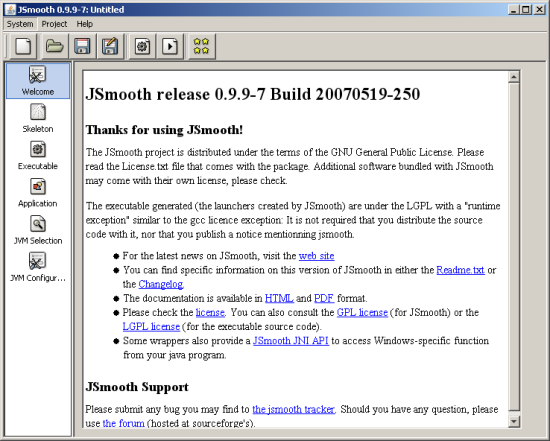 JSmooth 0.9.9-7: Untitled
System Project Help
Welcome
Skeleton
Executable
Application
JVM Selection
JVM Configur...
JSmooth release 0.9.9-7 Build 20070519-250
Thanks for using JSmooth!
The JSmooth project is distributed under the terms of the GNU General Public License. Please
read the License.txt file that comes with the package. Additional software bundled with JSmooth
may come with their own license, please check.
The executable generated (the launchers created by JSmooth) are under the LGPL with a "runtime
exception" similar to the gcc licence exception: It is not required that you distribute the source
code with it, nor that you publish a notice mentionning jsmooth.
● For the latest news on JSmooth, visit the web site
● You can find specific information on this version of JSmooth in either the Readme.txt or
the Changelog.
● The documentation is available in HTML and PDF format.
● Please check the license. You can also consult the GPL license (for JSmooth) or the
LGPL license (for the executable source code).
● Some wrappers also provide a JSmooth JNI API to access Windows-specific function
from your java program.
JSmooth Support
Please submit any bug you may find to the jsmooth tracker. Should you have any question, please
use the forum (hosted at sourceforge's).